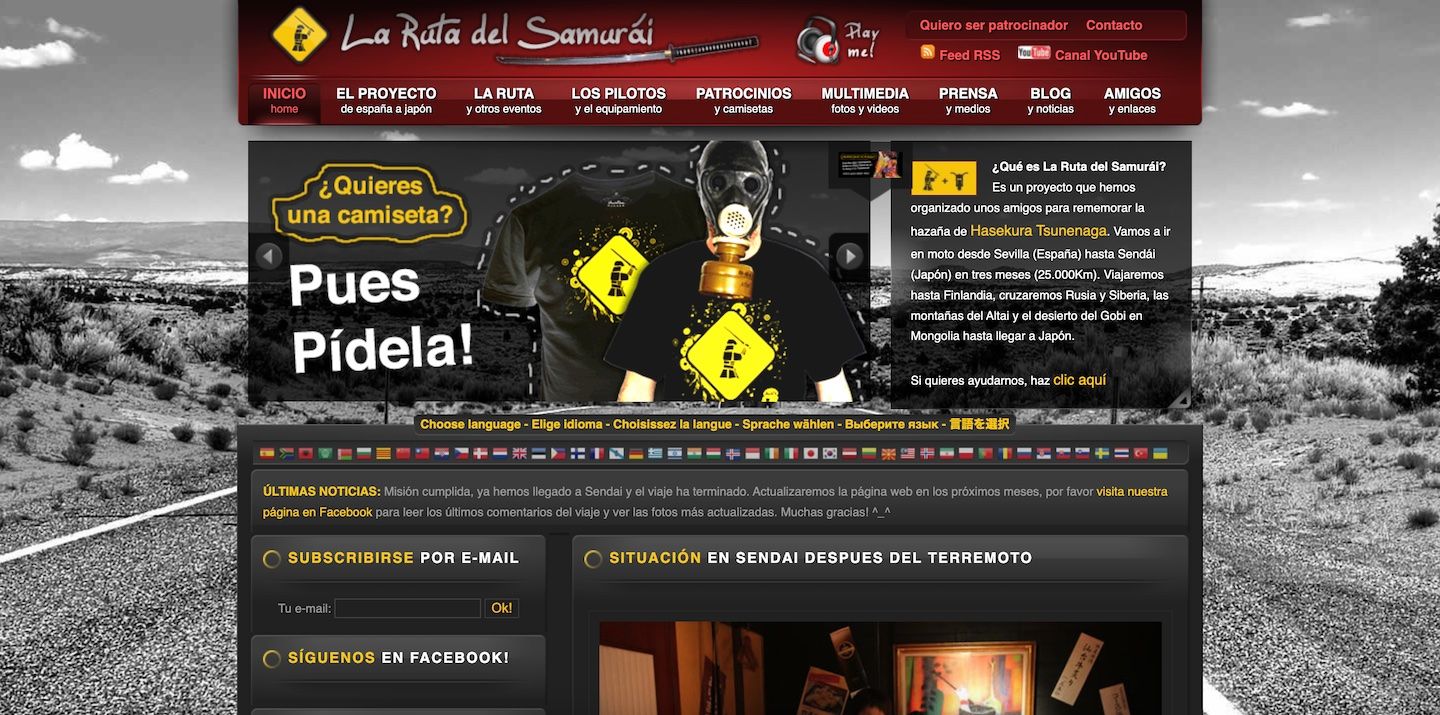 La Ruta del Samurái
Play
me!
Quiero ser patrocinador Contacto
Feed RSS YouTube Canal YouTube
INICIO
home
EL PROYECTO
de españa a japón
LA RUTA
y otros eventos
LOS PILOTOS
y el equipamiento
PATROCINIOS
y camisetas
MULTIMEDIA
fotos y videos
PRENSA
y medios
BLOG
y noticias
AMIGOS
y enlaces
¿Quieres
una camiseta?
Pues
Pídela!
¿Qué es La Ruta del Samurái?
Es un proyecto que hemos
organizado unos amigos para rememorar la
hazaña de Hasekura Tsunenaga. Vamos a ir
en moto desde Sevilla (España) hasta Sendái
(Japón) en tres meses (25.000Km). Viajaremos
hasta Finlandia, cruzaremos Rusia y Siberia, las
montañas del Altai y el desierto del Gobi en
Mongolia hasta llegar a Japón.
Si quieres ayudarnos, haz clic aquí
Choose language - Elige idioma - Choisissez la langue - Sprache wählen - Выберите язык - 言語を選択
ÚLTIMAS NOTICIAS: Misión cumplida, ya hemos llegado a Sendai y el viaje ha terminado. Actualizaremos la página web en los próximos meses, por favor visita nuestra
página en Facebook para leer los últimos comentarios del viaje y ver las fotos más actualizadas. Muchas gracias! ^_^
SUBSCRIBIRSE POR E-MAIL
Tu e-mail: Ok!
SÍGUENOS EN FACEBOOK!
SITUACIÓN EN SENDAI DESPUES DEL TERREMOTO